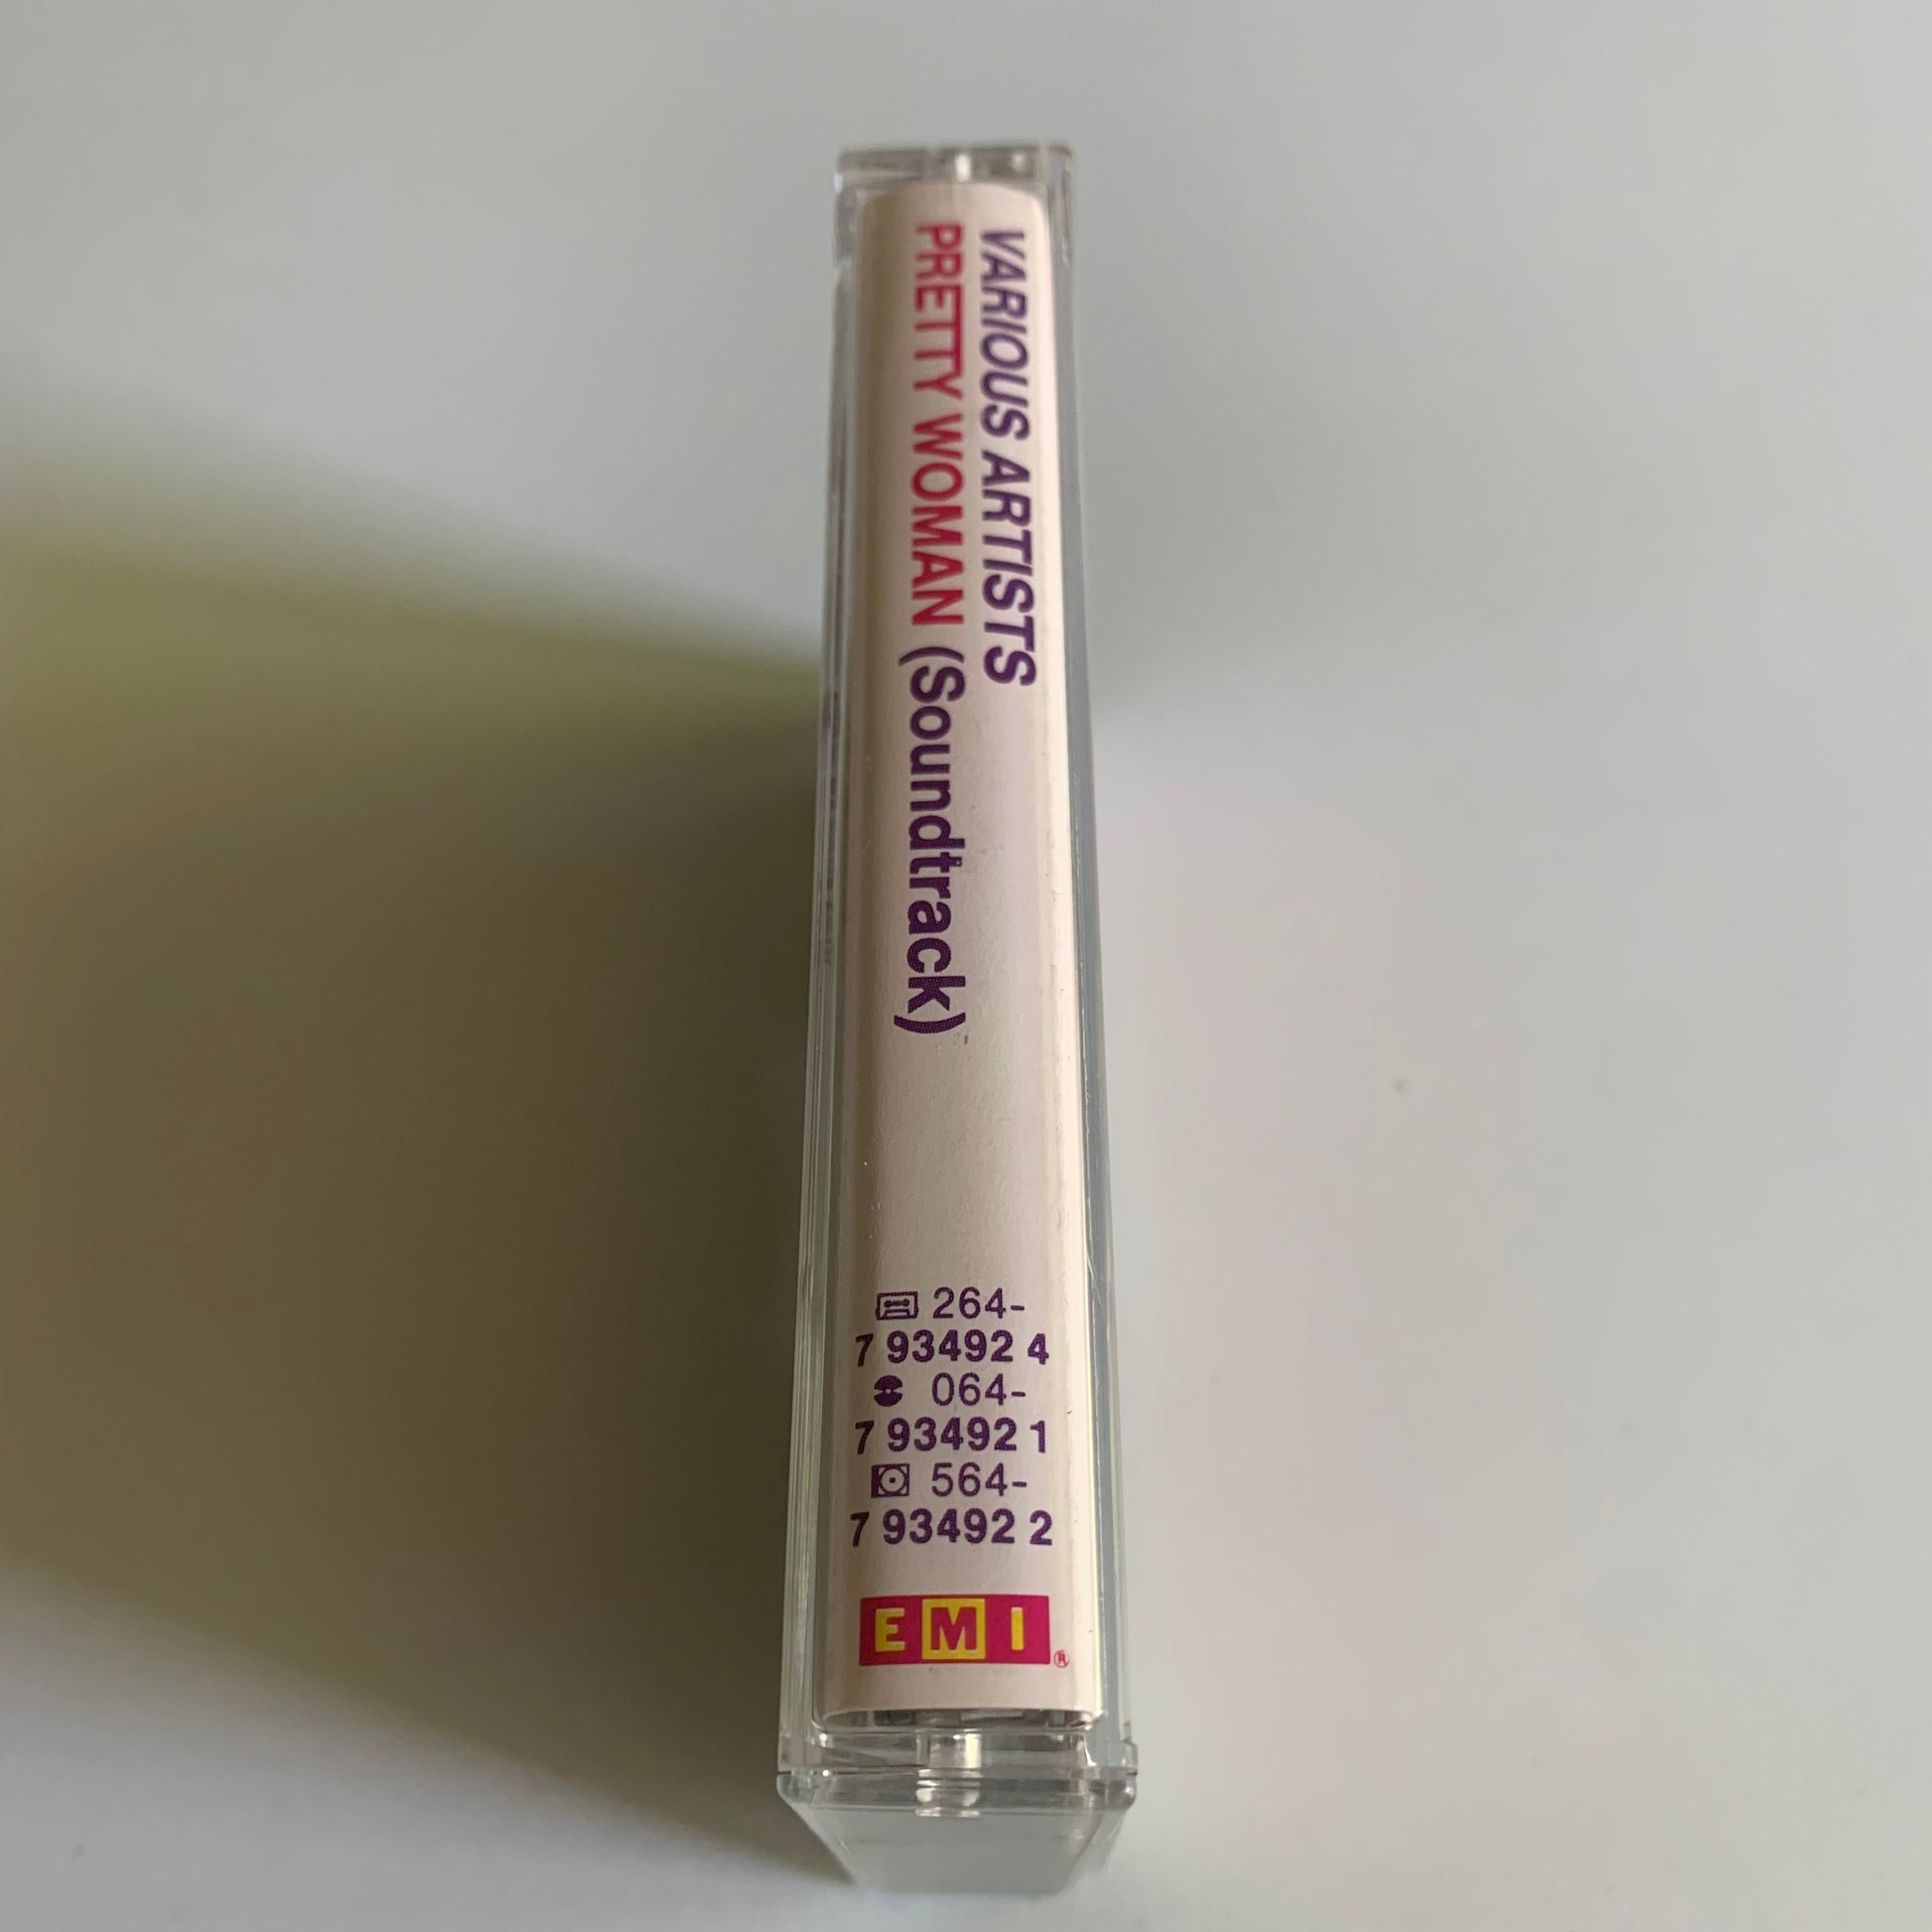 VARIOUS ARTISTS
PRETTY WOMAN (Soundtrack)
264-
7 93492 4
064-
7 93492 1
564-
7 93492 2
EMI®